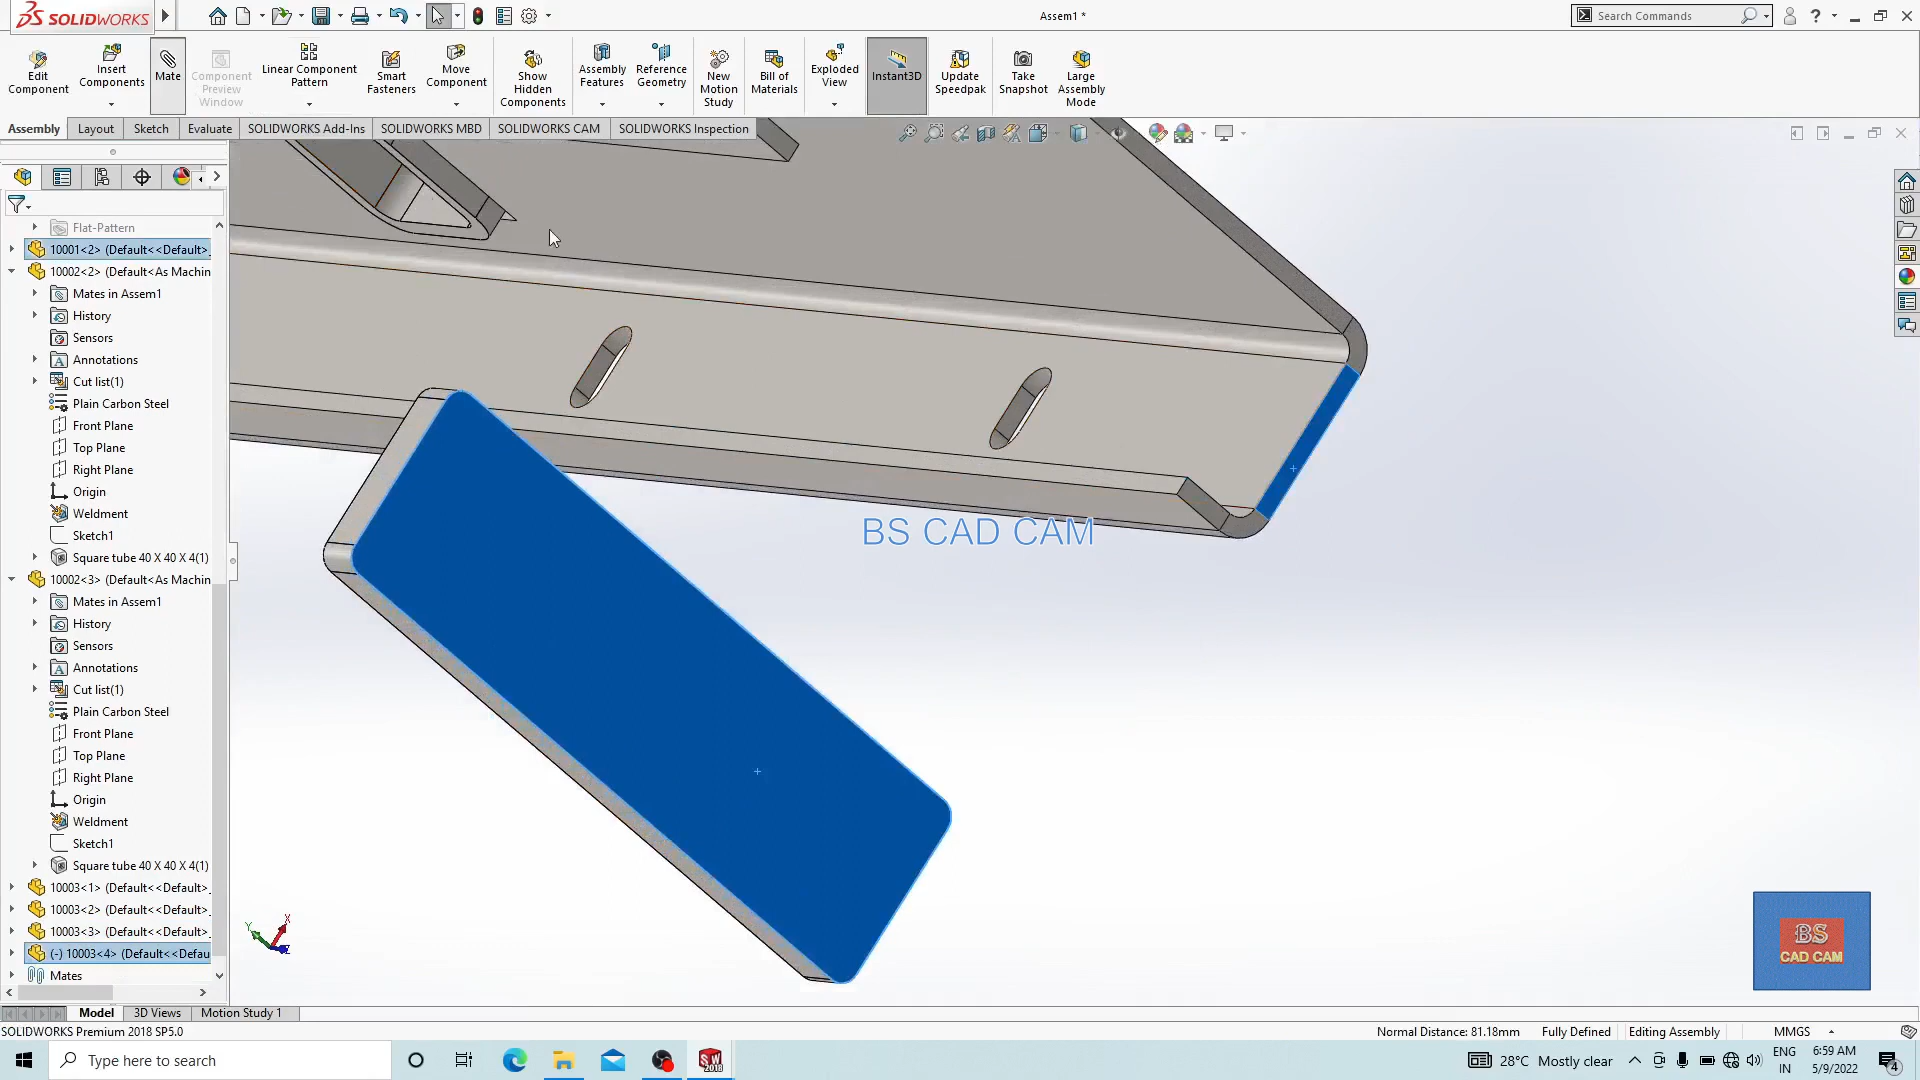 SOLIDWORKS
Assem1 *
Search Commands
Edit Component
Insert Components
Mate
Component Preview Window
Linear Component Pattern
Smart Fasteners
Move Component
Show Hidden Components
Assembly Features
Reference Geometry
New Motion Study
Bill of Materials
Exploded View
Instant3D
Update Speedpak
Take Snapshot
Large Assembly Mode
Assembly
Layout
Sketch
Evaluate
SOLIDWORKS Add-Ins
SOLIDWORKS MBD
SOLIDWORKS CAM
SOLIDWORKS Inspection
Flat-Pattern
10001<2> (Default<<Default>_
10002<2> (Default<As Machin
Mates in Assem1
History
Sensors
Annotations
Cut list(1)
Plain Carbon Steel
Front Plane
Top Plane
Right Plane
Origin
Weldment
Sketch1
Square tube 40 X 40 X 4(1)
10002<3> (Default<As Machin
Mates in Assem1
History
Sensors
Annotations
Cut list(1)
Plain Carbon Steel
Front Plane
Top Plane
Right Plane
Origin
Weldment
Sketch1
Square tube 40 X 40 X 4(1)
10003<1> (Default<<Default>_
10003<2> (Default<<Default>_
10003<3> (Default<<Default>_
(-) 10003<4> (Default<<Defau
Mates
BS CAD CAM
BS
CAD CAM
Y
X
Z
Model
3D Views
Motion Study 1
SOLIDWORKS Premium 2018 SP5.0
Normal Distance: 81.18mm
Fully Defined
Editing Assembly
MMGS
Type here to search
SW
2018
28°C Mostly clear
ENG
IN
6:59 AM
5/9/2022
4